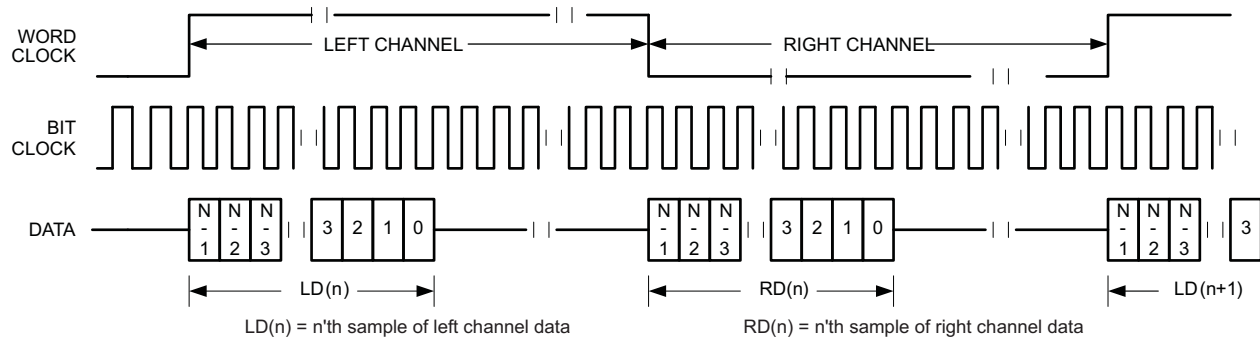 WORD
CLOCK
LEFT CHANNEL
RIGHT CHANNEL
BIT
CLOCK
DATA
N-1 N-2 N-3 3 2 1 0 N-1 N-2 N-3 3 2 1 0 N-1 N-2 N-3 3
LD(n) RD(n) LD(n+1)
LD(n) = n'th sample of left channel data
RD(n) = n'th sample of right channel data